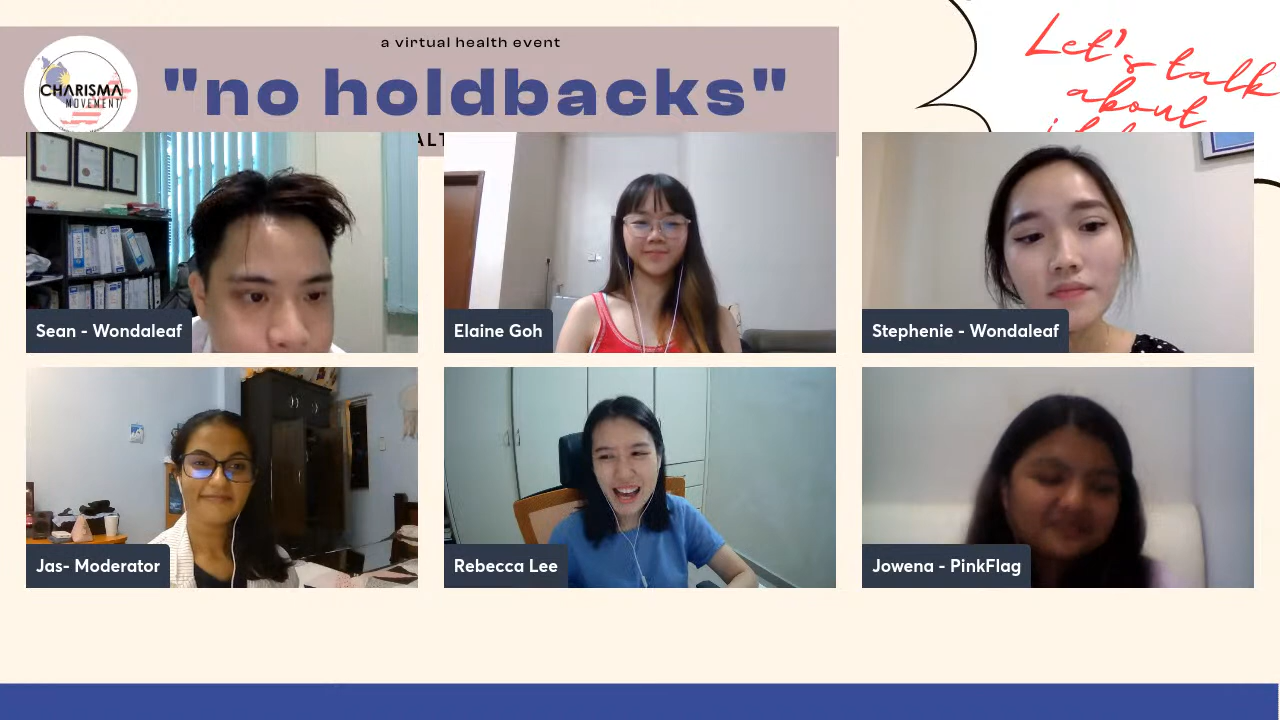 a virtual health event
"no holdbacks"
CHARISMA
MOVEMENT
Let's talk
about
Sean - Wondaleaf
Elaine Goh
Stephenie - Wondaleaf
Jas- Moderator
Rebecca Lee
Jowena - PinkFlag